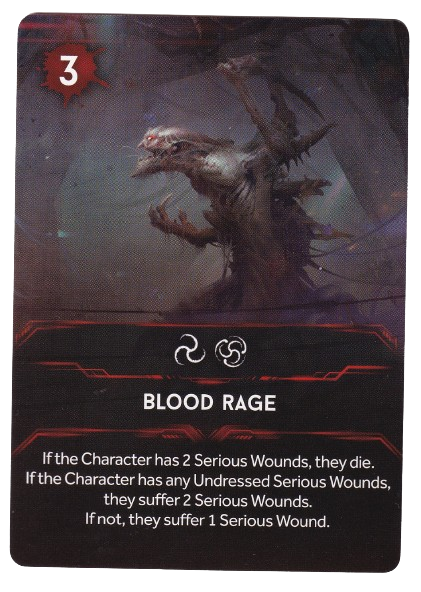 3
BLOOD RAGE
If the Character has 2 Serious Wounds, they die.
If the Character has any Undressed Serious Wounds,
they suffer 2 Serious Wounds.
If not, they suffer 1 Serious Wound.